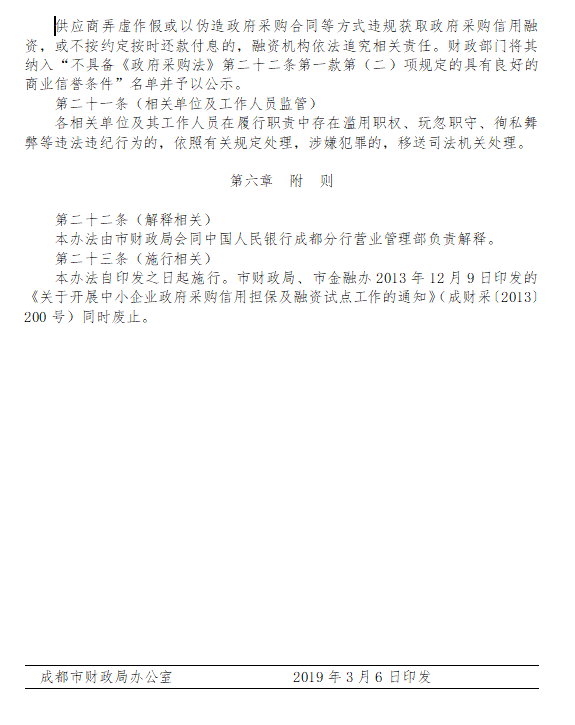 供应商弄虚作假或以伪造政府采购合同等方式违规获取政府采购信用融
资，或不按约定按时还款付息的，融资机构依法追究相关责任。财政部门将其
纳入“不具备《政府采购法》第二十二条第一款第（二）项规定的具有良好的
商业信誉条件”名单并予以公示。
第二十一条（相关单位及工作人员监管）
各相关单位及其工作人员在履行职责中存在滥用职权、玩忽职守、徇私舞
弊等违法违纪行为的，依照有关规定处理，涉嫌犯罪的，移送司法机关处理。
第六章 附 则
第二十二条（解释相关）
本办法由市财政局会同中国人民银行成都分行营业管理部负责解释。
第二十三条（施行相关）
本办法自印发之日起施行。市财政局、市金融办 2013 年 12 月 9 日印发的
《关于开展中小企业政府采购信用担保及融资试点工作的通知》（成财采〔2013〕
200 号）同时废止。
成都市财政局办公室 2019 年 3 月 6 日印发